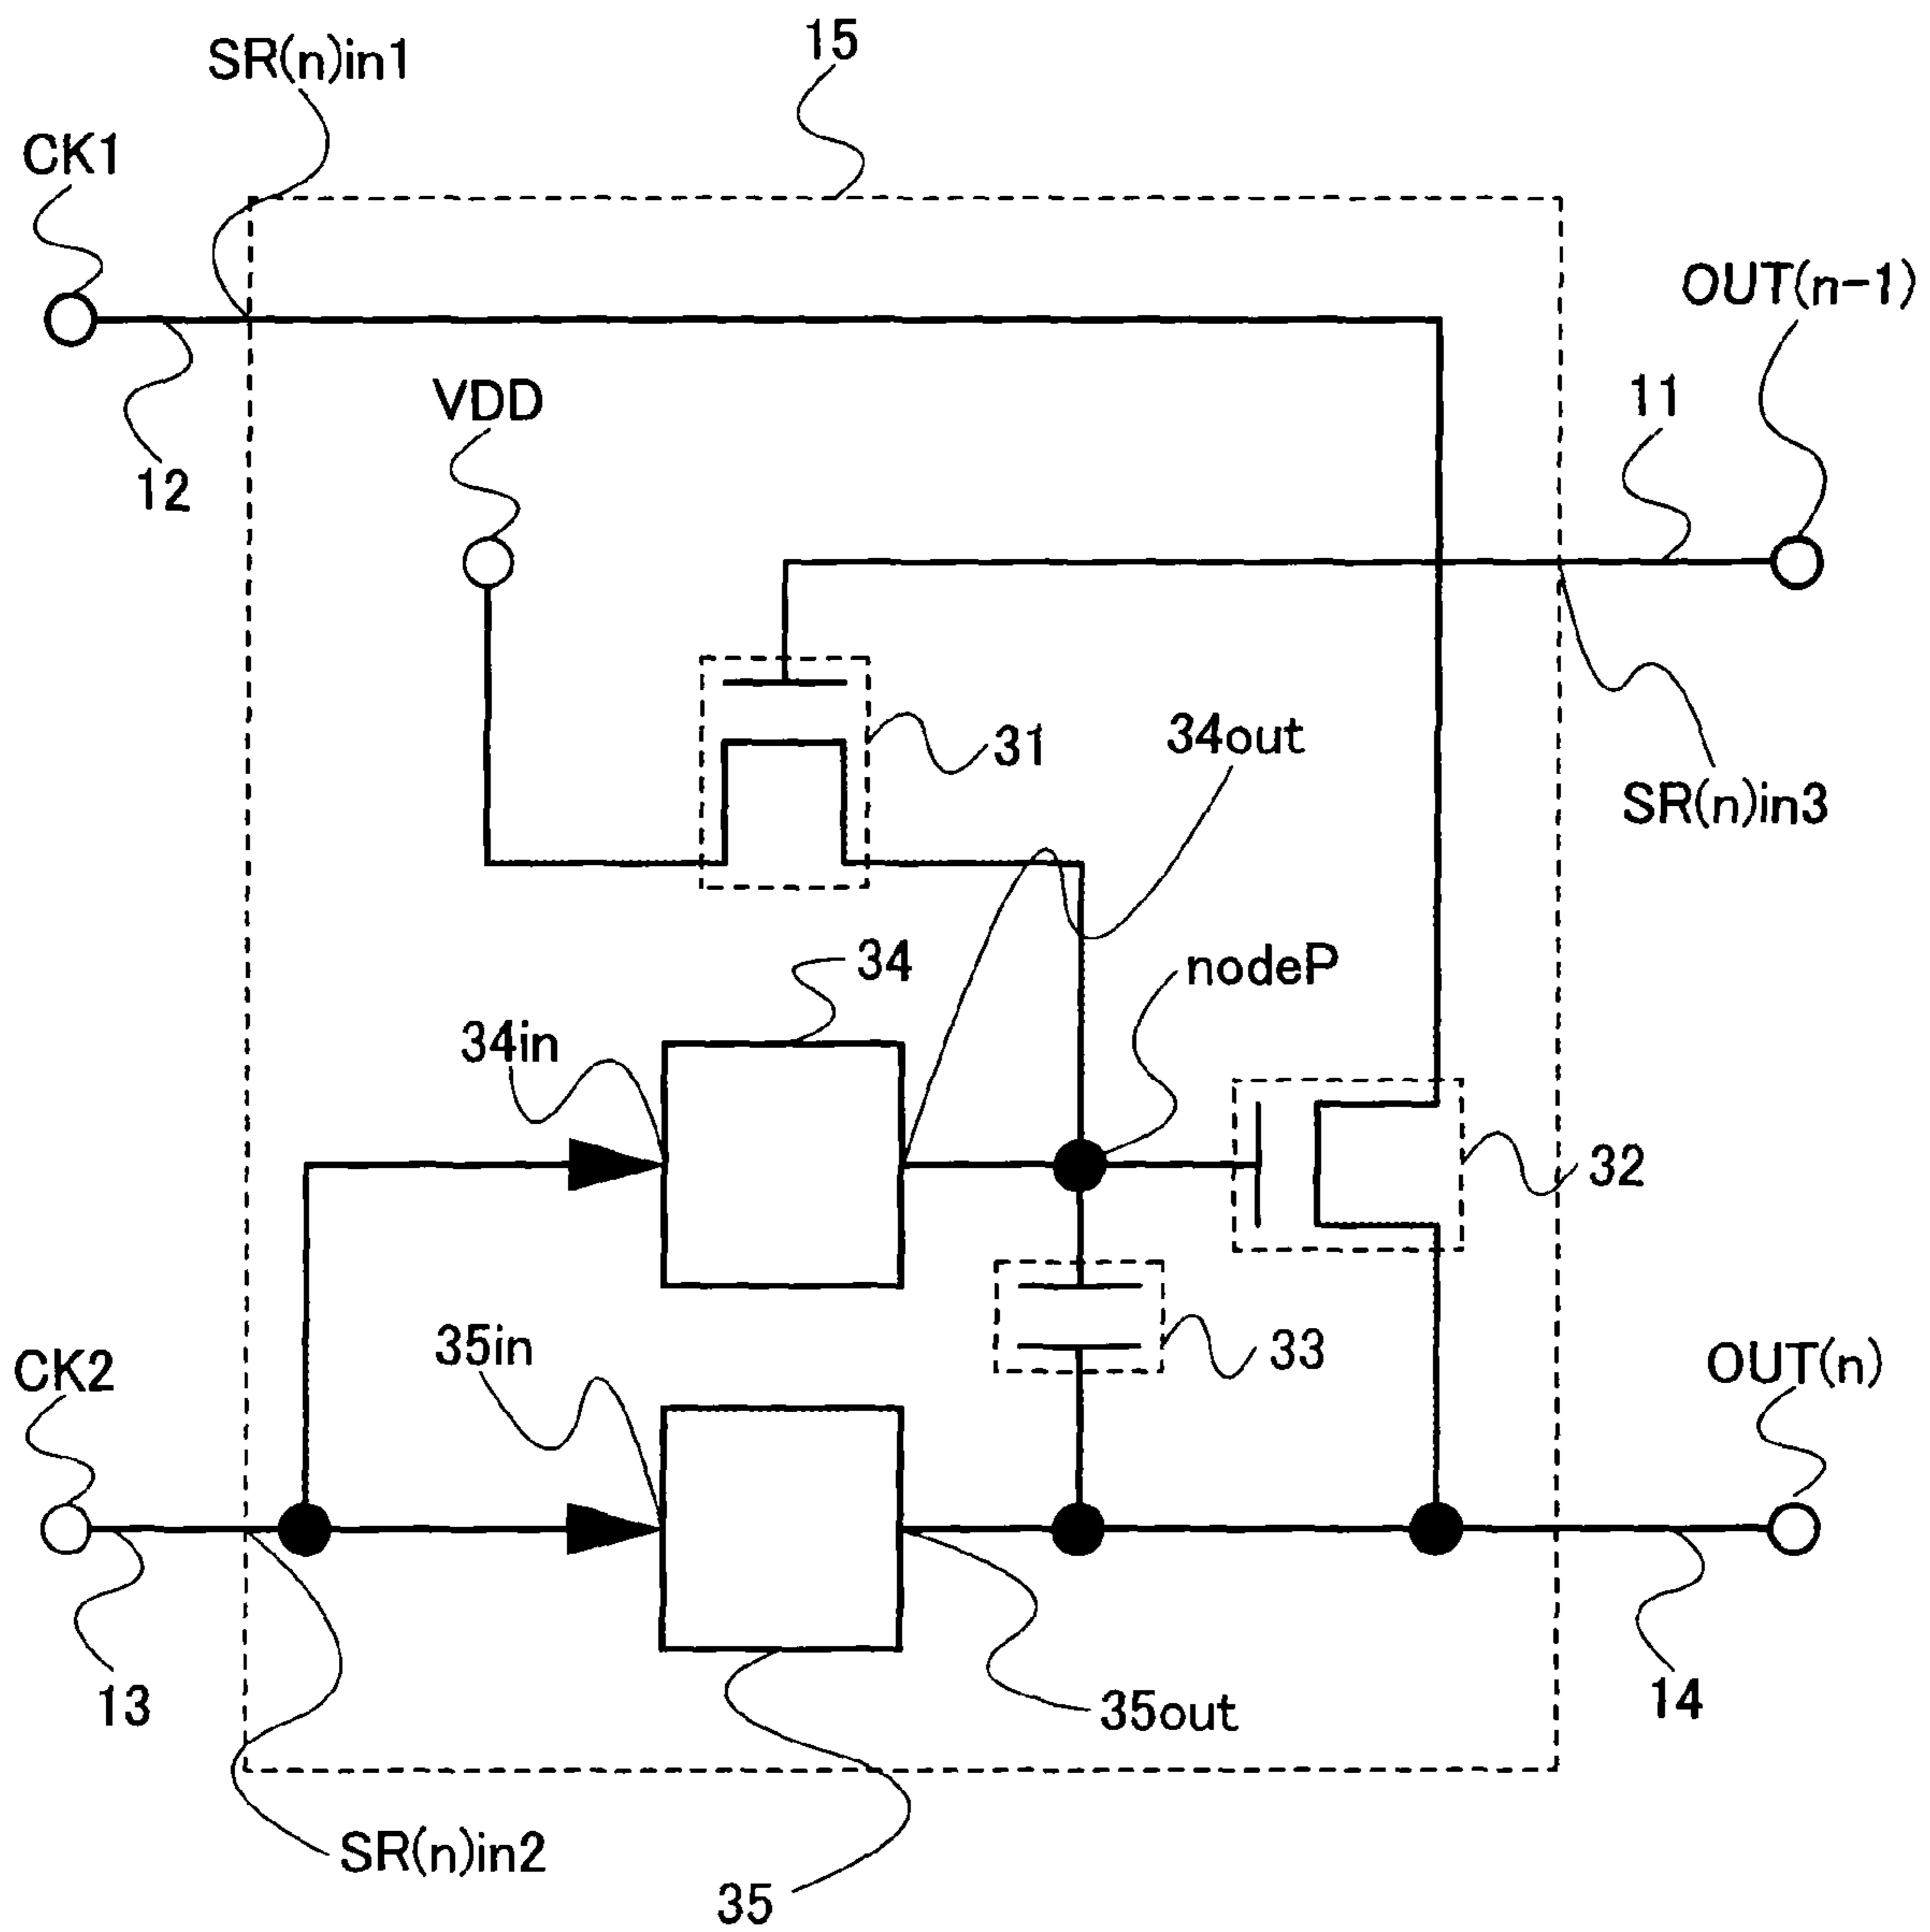 15
SR(n)in1
CK1
OUT(n-1)
VDD
11
12
31
34out
SR(n)in3
34
nodeP
34in
32
35in
33
CK2
OUT(n)
13
14
35out
SR(n)in2
35